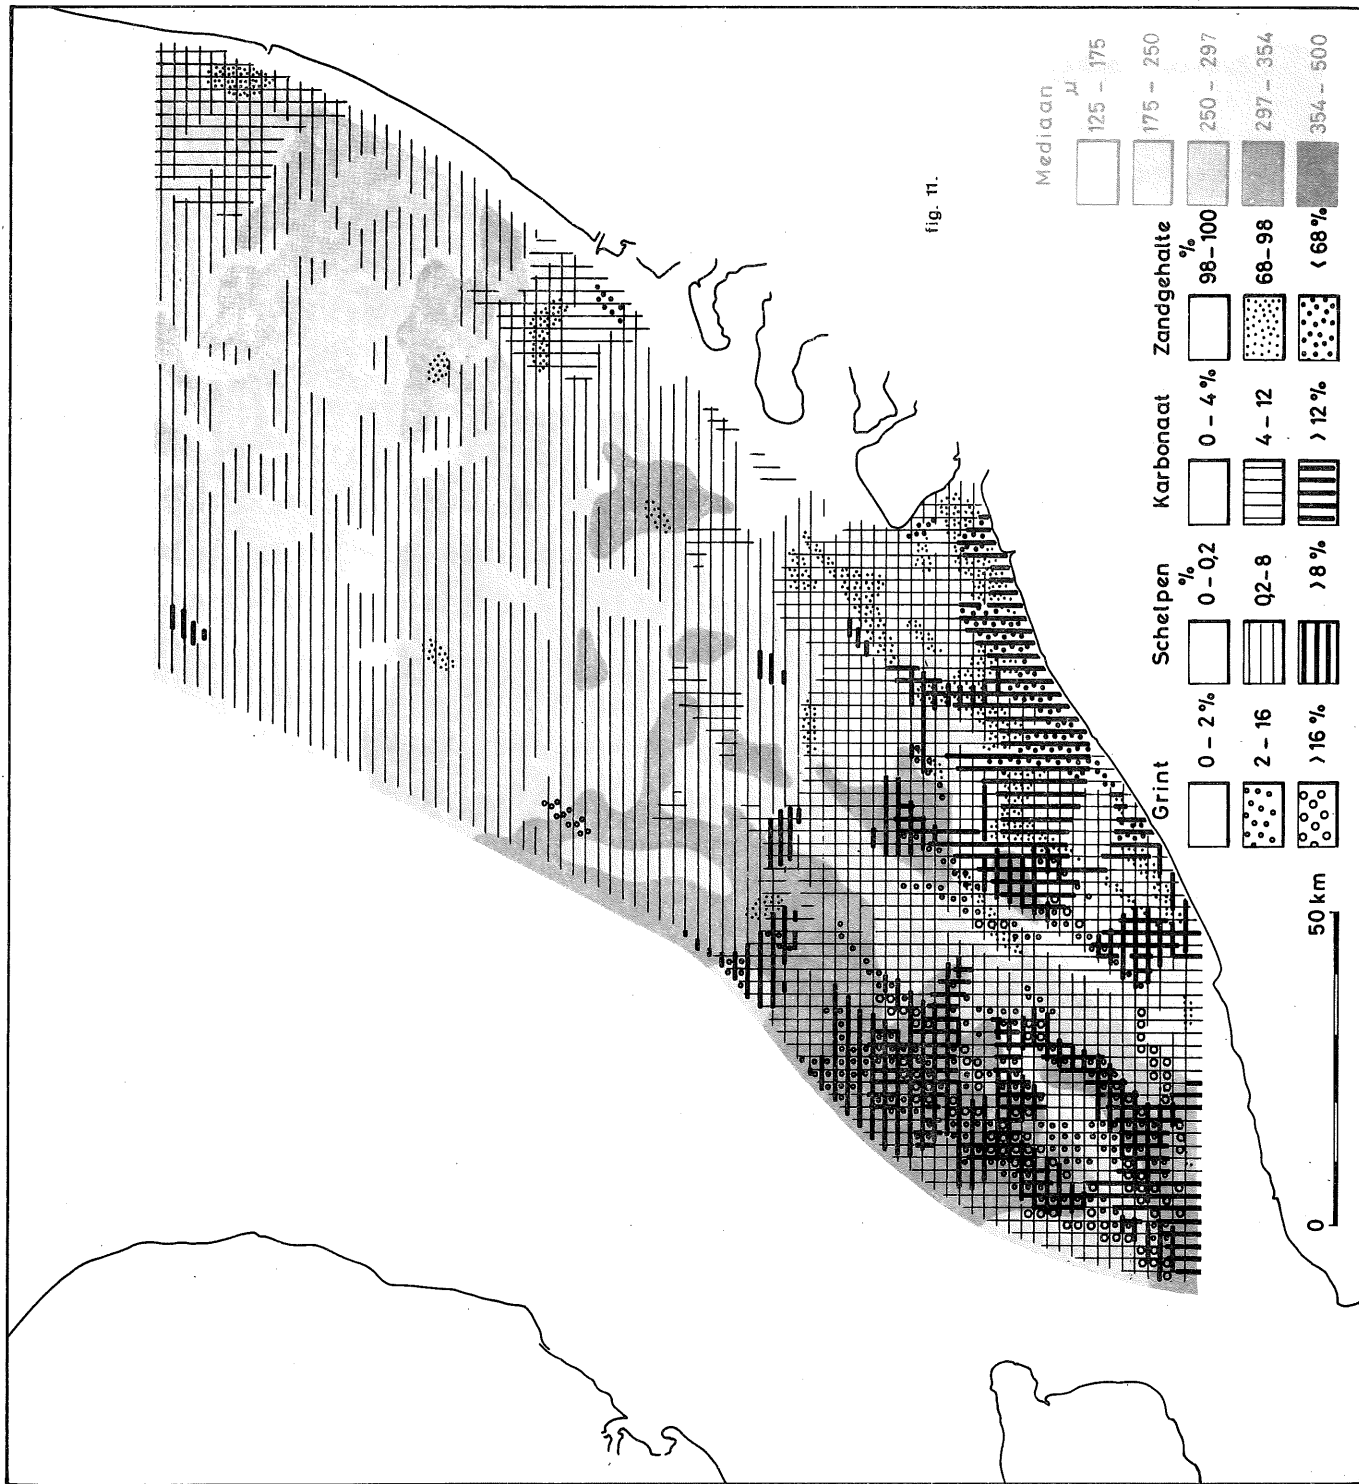 fig. 11.
Grint
0 – 2 %
2 – 16
> 16 %
Schelpen
%
0 – 0,2
0,2 – 8
> 8 %
Karbonaat
0 – 4 %
4 – 12
> 12 %
Zandgehalte
%
98 – 100
68 – 98
< 68 %
Mediaan
µ
125 – 175
175 – 250
250 – 297
297 – 354
354 – 500
0 50 km